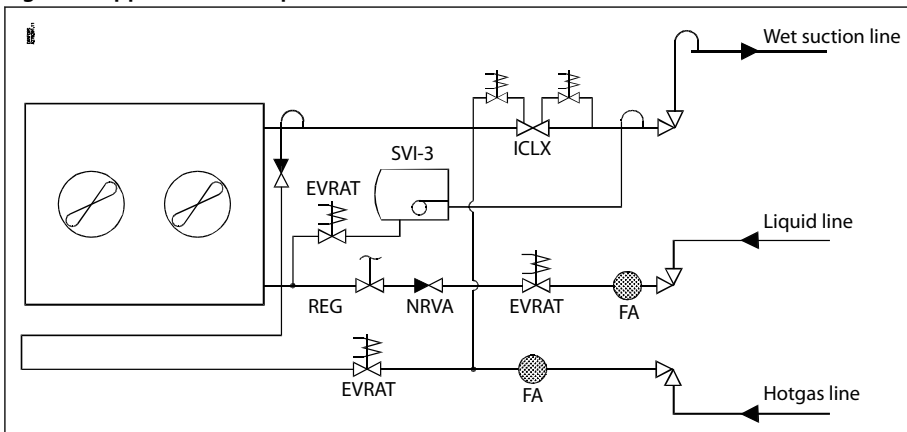 Wet suction line
ICLX
SVI-3
EVRAT
Liquid line
REG
NRVA
EVRAT
FA
EVRAT
FA
Hotgas line